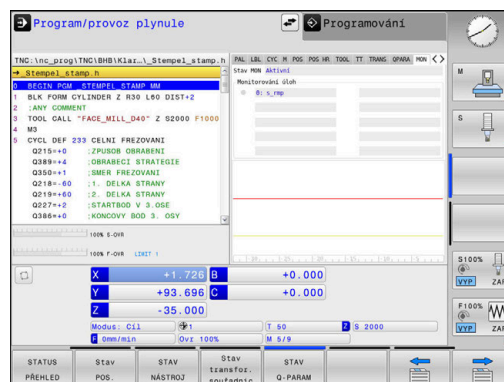 Program/provoz plynule
Programování
TNC:\nc_prog\BHB\Klar…\_Stempel_stamp.h
→_Stempel_stamp.h
0 BEGIN PGM _STEMPEL_STAMP MM
1 BLK FORM CYLINDER Z R30 L60 DIST+2
2 ;ANY COMMENT
3 TOOL CALL "FACE_MILL_D40" Z S2000 F1000
4 M3
5 CYCL DEF 233 CELNI FREZOVANI
Q215=+0 ;ZPUSOB OBRABENI
Q389=+4 ;OBRABECI STRATEGIE
Q350=+1 ;SMER FREZOVANI
Q218=-60 ;1. DELKA STRANY
Q219=+60 ;2. DELKA STRANY
Q227=+2 ;STARTBOD V 3.OSE
Q386=+0 ;KONCOVY BOD 3. OSY
PAL LBL CYC M POS POS HR TOOL TT TRANS QPARA MON
Stav MON Aktivní
Monitorování úloh
0: s_rmp
100% S-OVR
100% F-OVR LIMIT 1
X +1.726 B +0.000
Y +93.696 C +0.000
Z -35.000
Modus: Cíl 1 T 50 Z S 2000
F 0mm/min Ovr 100% M 5/9
M
S
S100%
VYP ZAP
F100%
VYP ZAP
STATUS PŘEHLED
Stav POS.
STAV NÁSTROJ
Stav transfor. souřadnic
STAV Q-PARAM